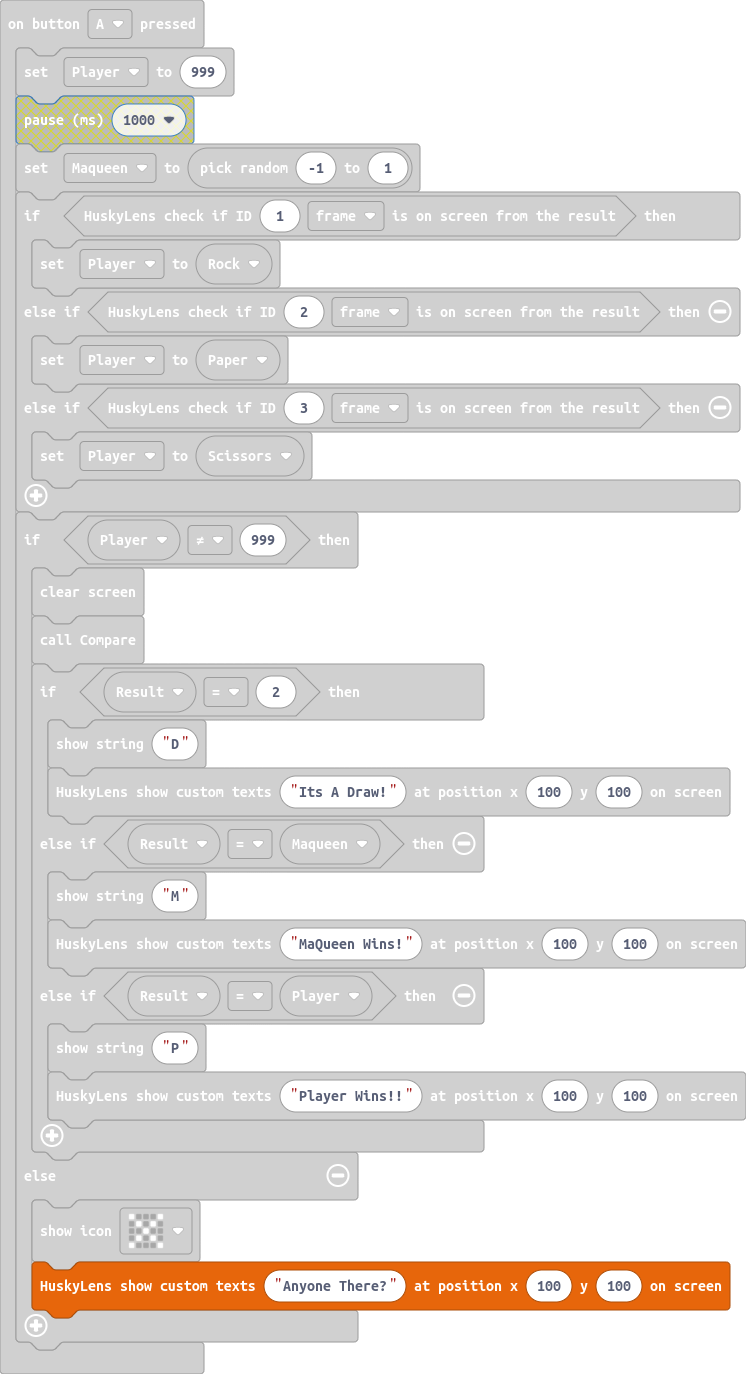 on button A pressed
set Player to 999
pause (ms) 1000
set Maqueen to pick random -1 to 1
if HuskyLens check if ID 1 frame is on screen from the result then
set Player to Rock
else if HuskyLens check if ID 2 frame is on screen from the result then
set Player to Paper
else if HuskyLens check if ID 3 frame is on screen from the result then
set Player to Scissors
if Player ≠ 999 then
clear screen
call Compare
if Result = 2 then
show string "D"
HuskyLens show custom texts "Its A Draw!" at position x 100 y 100 on screen
else if Result = Maqueen then
show string "M"
HuskyLens show custom texts "MaQueen Wins!" at position x 100 y 100 on screen
else if Result = Player then
show string "P"
HuskyLens show custom texts "Player Wins!!" at position x 100 y 100 on screen
else
show icon
HuskyLens show custom texts "Anyone There?" at position x 100 y 100 on screen